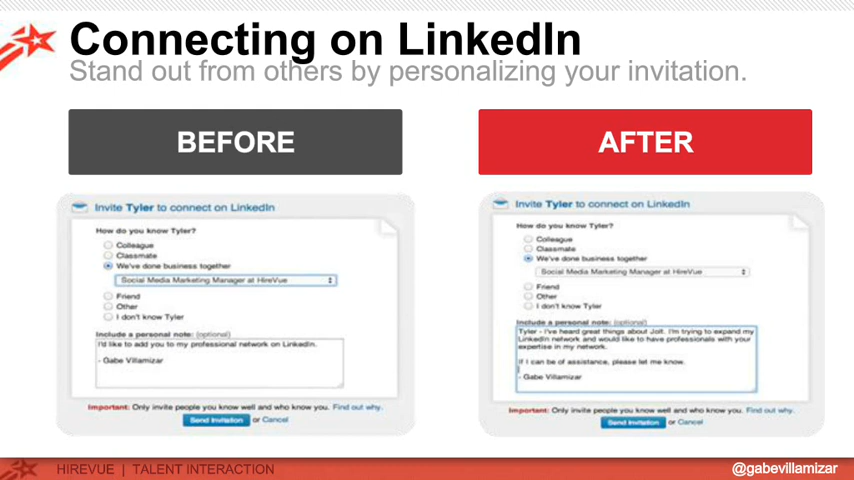 Connecting on LinkedIn
Stand out from others by personalizing your invitation.
BEFORE
Invite Tyler to connect on LinkedIn
How do you know Tyler?
Colleague
Classmate
We've done business together
Social Media Marketing Manager at HireVue
Friend
Other
I don't know Tyler
Include a personal note: (optional)
I'd like to add you to my professional network on LinkedIn.
- Gabe Villamizar
Important: Only invite people you know well and who know you. Find out why.
Send Invitation or Cancel
AFTER
Invite Tyler to connect on LinkedIn
How do you know Tyler?
Colleague
Classmate
We've done business together
Social Media Marketing Manager at HireVue
Friend
Other
I don't know Tyler
Include a personal note: (optional)
Tyler - I've heard great things about Jolt. I'm trying to expand my
LinkedIn network and would like to have professionals with your
expertise in my network.
If I can be of assistance, please let me know.
- Gabe Villamizar
Important: Only invite people you know well and who know you. Find out why.
Send Invitation or Cancel
HIREVUE | TALENT INTERACTION
@gabevillamizar